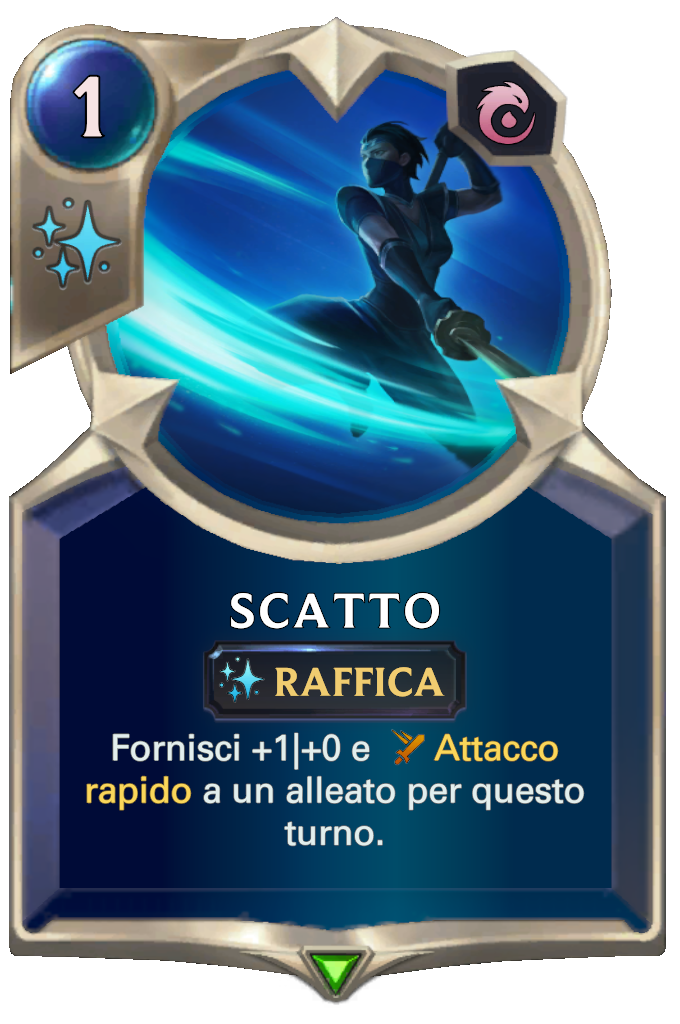 1
SCATTO
RAFFICA
Fornisci +1|+0 e Attacco
rapido a un alleato per questo
turno.